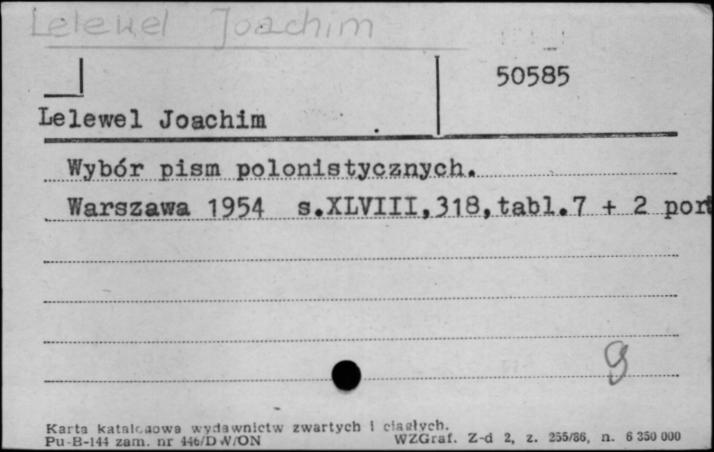 Lelewel Joachim
50585
Lelewel Joachim
Wybór pism polonistycznych.
Warszawa 1954 s.XLVIII,318,tabl.7 + 2 port
g
Karta katalogowa wydawnictw zwartych i ciągłych.
Pu-B-144 zam. nr 446/DW/ON
WZGraf. Z-d 2, z. 255/86, n. 6 350 000